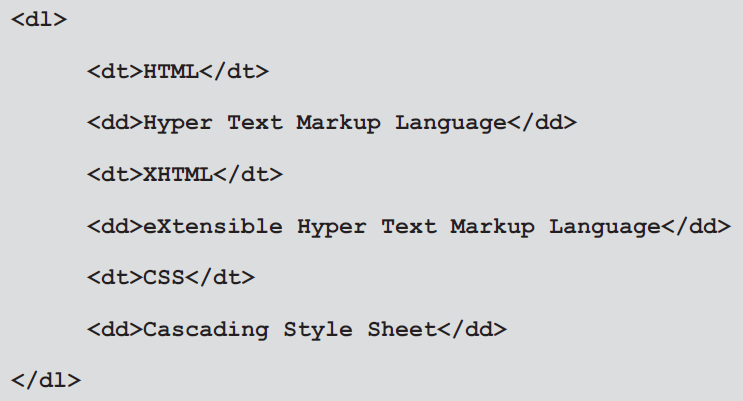 <dl>
<dt>HTML</dt>
<dd>Hyper Text Markup Language</dd>
<dt>XHTML</dt>
<dd>eXtensible Hyper Text Markup Language</dd>
<dt>CSS</dt>
<dd>Cascading Style Sheet</dd>
</dl>